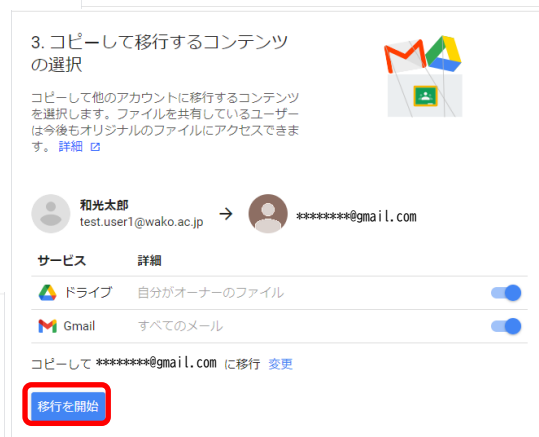 3. コピーして移行するコンテンツ
の選択
コピーして他のアカウントに移行するコンテンツ
を選択します。ファイルを共有しているユーザー
は今後もオリジナルのファイルにアクセスできま
す。 詳細
和光太郎
test.user1@wako.ac.jp
********@gmail.com
サービス 詳細
ドライブ 自分がオーナーのファイル
Gmail すべてのメール
コピーして ********@gmail.com に移行 変更
移行を開始